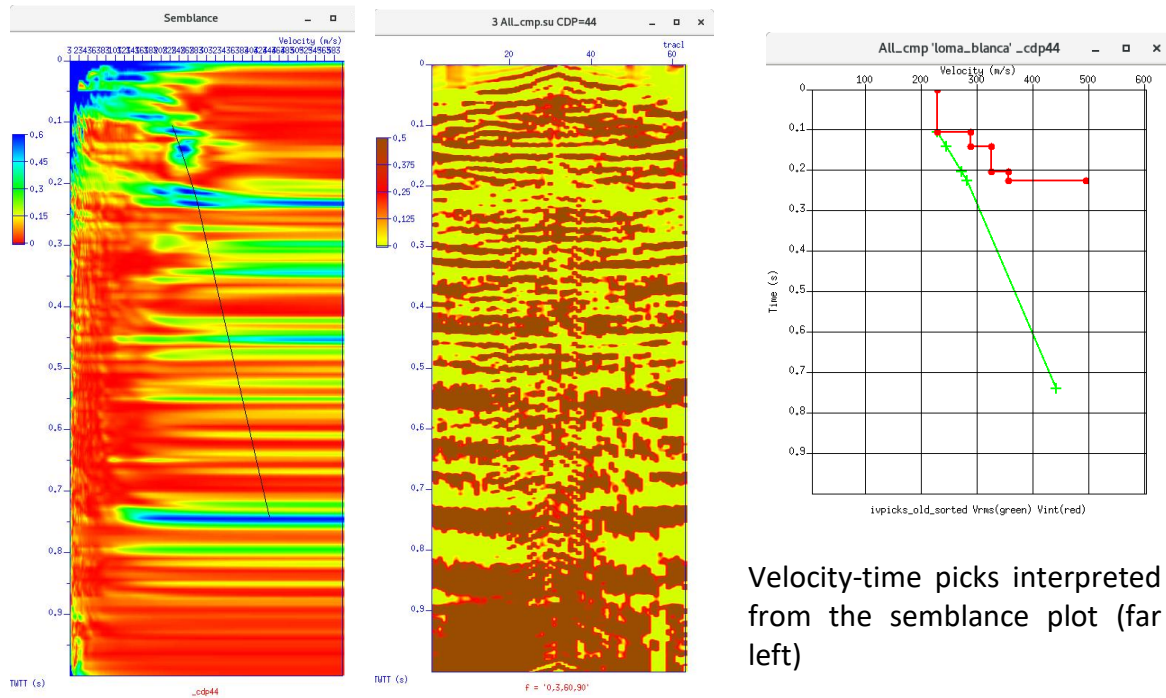 Semblance
Velocity (m/s)
0
0,6
0,1
0,45
0,2
0,3
0,15
0
0,3
0,4
0,5
0,6
0,7
0,8
0,9
TWTT (s)
_cdp44
3 All_cmp.su CDP=44
tracl
20 40 60
0
0,1
0,5
0,375
0,2
0,25
0,125
0
0,3
0,4
0,5
0,6
0,7
0,8
0,9
TWTT (s)
f = '0,3,60,90'
All_cmp 'loma_blanca' _cdp44
Velocity (m/s)
100 200 300 400 500 600
0
0.1
0.2
0.3
0.4
0.5
0.6
0.7
0.8
0.9
Time (s)
ivpicks_old_sorted Vrms(green) Vint(red)
Velocity-time picks interpreted
from the semblance plot (far
left)